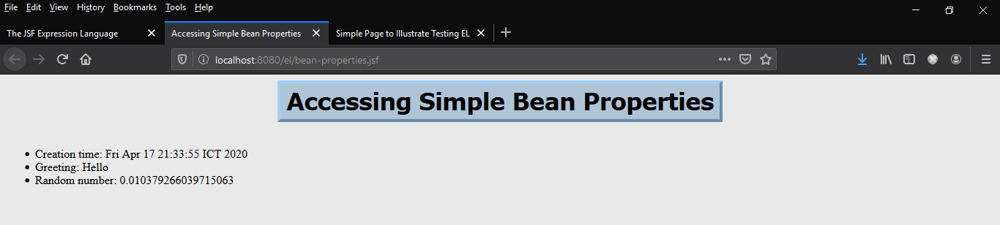 File Edit View History Bookmarks Tools Help
The JSF Expression Language Accessing Simple Bean Properties Simple Page to Illustrate Testing EL
localhost:8080/el/bean-properties.jsf
Accessing Simple Bean Properties
• Creation time: Fri Apr 17 21:33:55 ICT 2020
• Greeting: Hello
• Random number: 0.010379266039715063